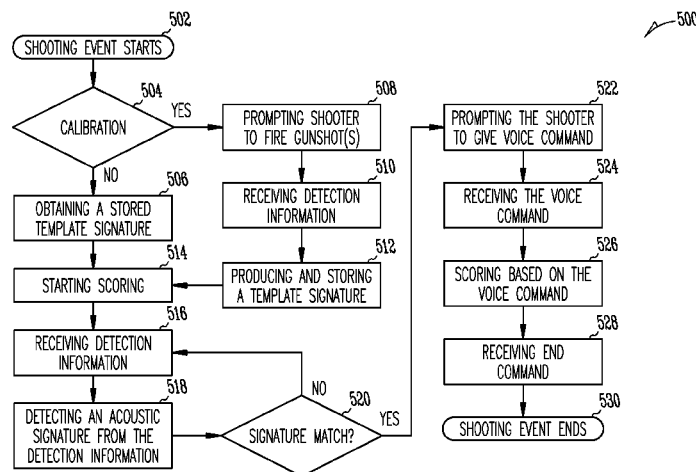 500
502
SHOOTING EVENT STARTS
504
CALIBRATION
YES
NO
506
OBTAINING A STORED
TEMPLATE SIGNATURE
508
PROMPTING SHOOTER
TO FIRE GUNSHOT(S)
510
RECEIVING DETECTION
INFORMATION
512
PRODUCING AND STORING
A TEMPLATE SIGNATURE
514
STARTING SCORING
516
RECEIVING DETECTION
INFORMATION
518
DETECTING AN ACOUSTIC
SIGNATURE FROM THE
DETECTION INFORMATION
520
SIGNATURE MATCH?
NO
YES
522
PROMPTING THE SHOOTER
TO GIVE VOICE COMMAND
524
RECEIVING THE VOICE
COMMAND
526
SCORING BASED ON THE
VOICE COMMAND
528
RECEIVING END
COMMAND
530
SHOOTING EVENT ENDS